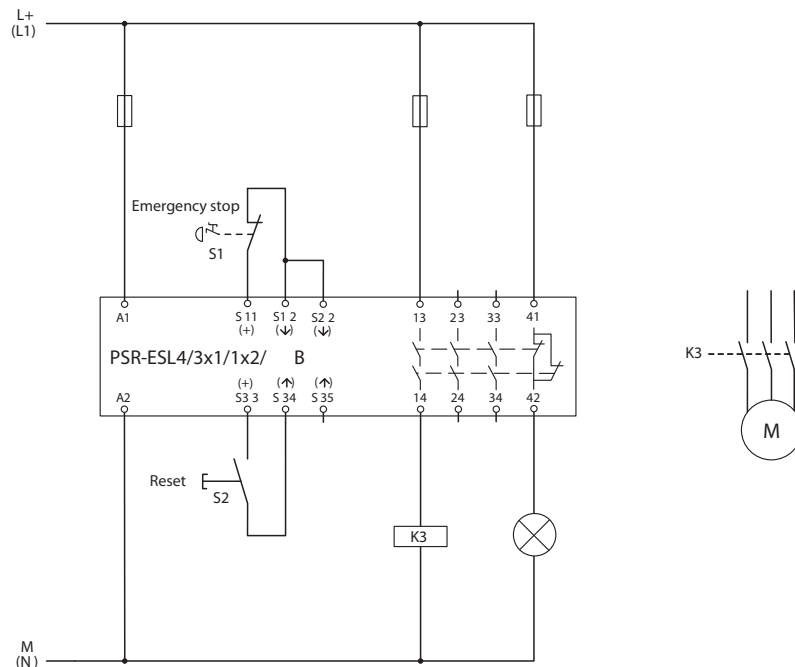 L+
(L1)
Emergency stop
S1
A1 S 11 S1 2 S2 2 13 23 33 41
(+) (↓) (↓)
PSR-ESL4/3x1/1x2/ B
(+) (↑) (↑)
A2 S3 3 S 34 S 35 14 24 34 42
K3
M
Reset
S2
K3
M
(N)